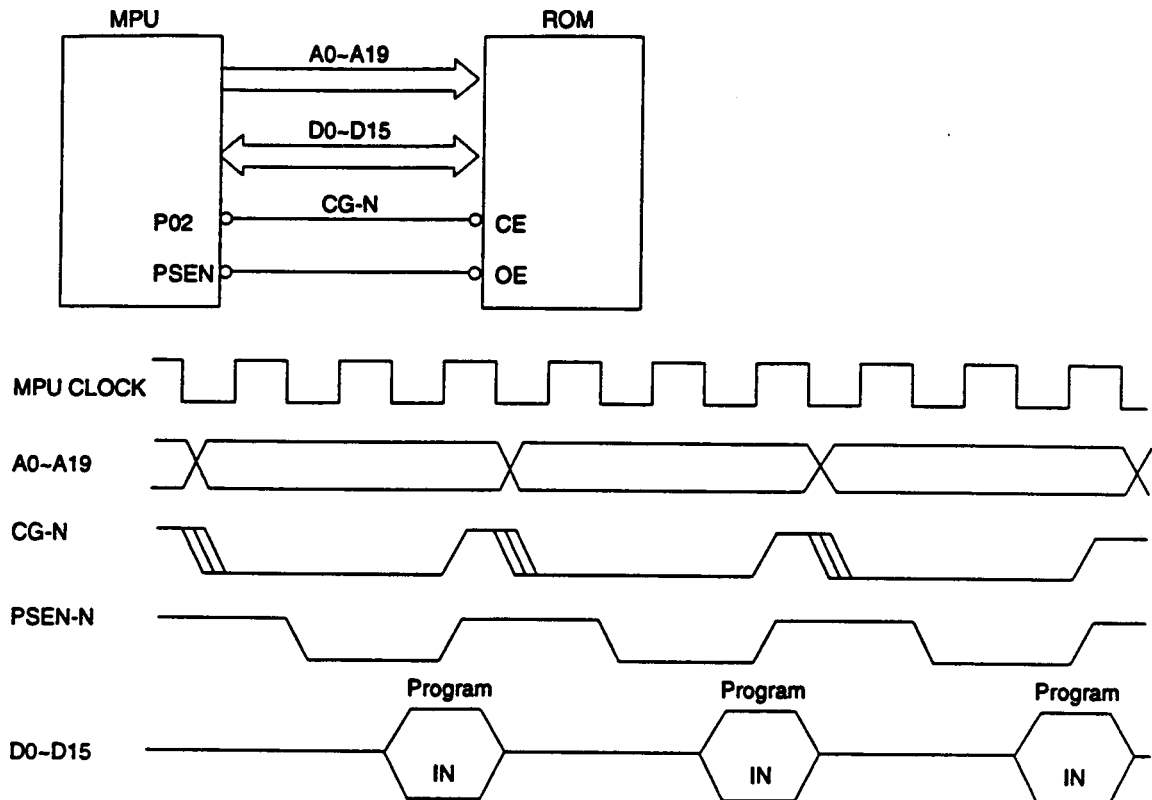 MPU ROM
A0~A19
D0~D15
P02 CG-N CE
PSEN OE
MPU CLOCK
A0~A19
CG-N
PSEN-N
Program Program Program
D0~D15 IN IN IN